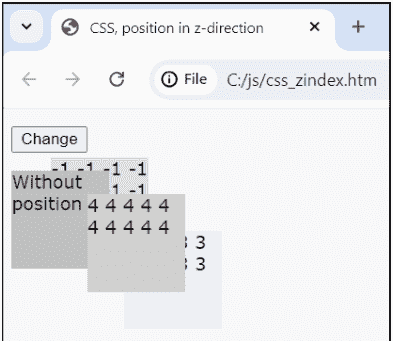 CSS, position in z-direction
File C:/js/css_zindex.htm
Change
-1 -1 -1 -1
Without 1 -1
position 4 4 4 4 4
4 4 4 4 4
3 3
3 3